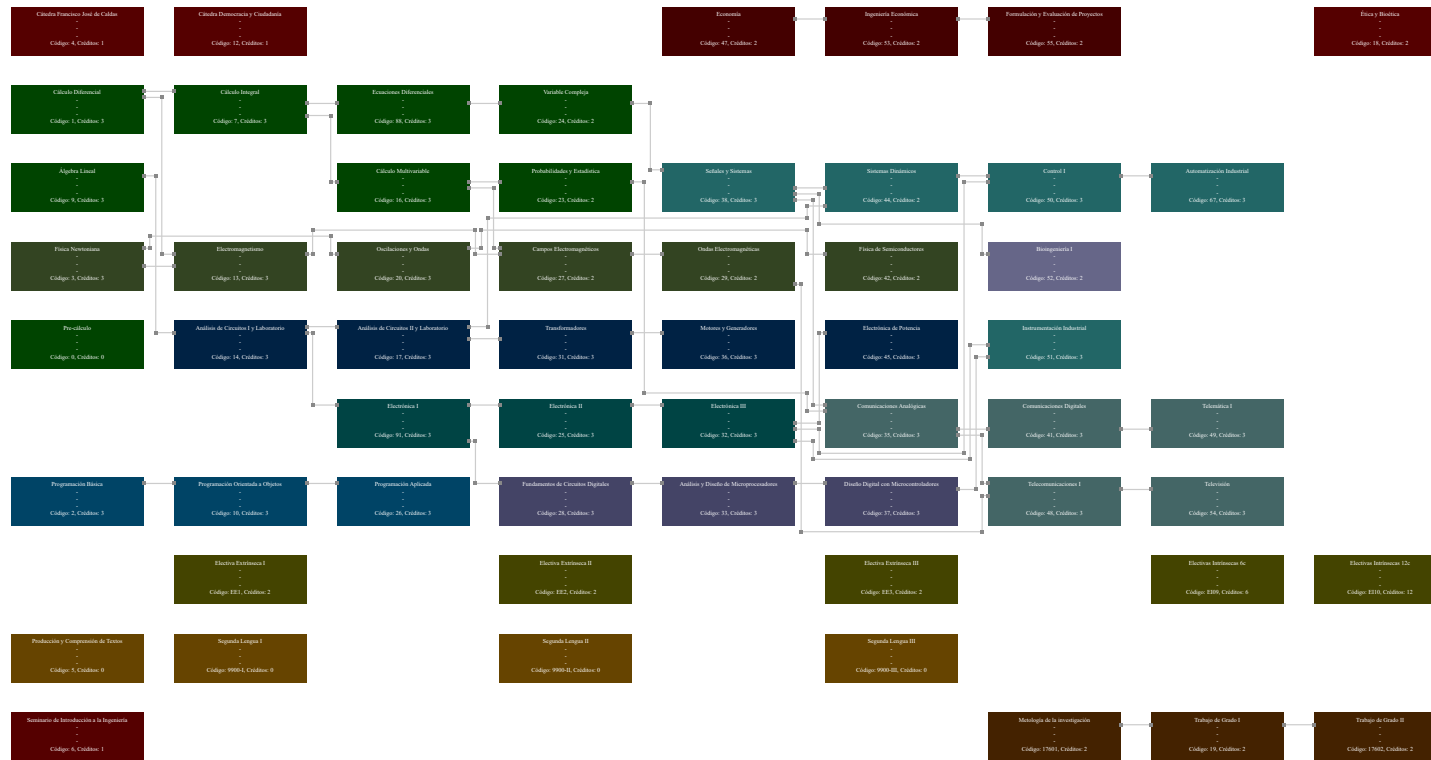 Cátedra Francisco José de Caldas
-
-
-
Código: 4, Créditos: 1
Cátedra Democracia y Ciudadanía
-
-
-
Código: 12, Créditos: 1
Economía
-
-
-
Código: 47, Créditos: 2
Ingeniería Económica
-
-
-
Código: 53, Créditos: 2
Formulación y Evaluación de Proyectos
-
-
-
Código: 55, Créditos: 2
Ética y Bioética
-
-
-
Código: 18, Créditos: 2
Cálculo Diferencial
-
-
-
Código: 1, Créditos: 3
Cálculo Integral
-
-
-
Código: 7, Créditos: 3
Ecuaciones Diferenciales
-
-
-
Código: 88, Créditos: 3
Variable Compleja
-
-
-
Código: 24, Créditos: 2
Álgebra Lineal
-
-
-
Código: 9, Créditos: 3
Cálculo Multivariable
-
-
-
Código: 16, Créditos: 3
Probabilidades y Estadística
-
-
-
Código: 23, Créditos: 2
Señales y Sistemas
-
-
-
Código: 38, Créditos: 3
Sistemas Dinámicos
-
-
-
Código: 44, Créditos: 2
Control I
-
-
-
Código: 50, Créditos: 3
Automatización Industrial
-
-
-
Código: 67, Créditos: 3
Física Newtoniana
-
-
-
Código: 3, Créditos: 3
Electromagnetismo
-
-
-
Código: 13, Créditos: 3
Oscilaciones y Ondas
-
-
-
Código: 20, Créditos: 3
Campos Electromagnéticos
-
-
-
Código: 27, Créditos: 2
Ondas Electromagnéticas
-
-
-
Código: 29, Créditos: 2
Física de Semiconductores
-
-
-
Código: 42, Créditos: 2
Bioingeniería I
-
-
-
Código: 52, Créditos: 2
Pre-cálculo
-
-
-
Código: 0, Créditos: 0
Análisis de Circuitos I y Laboratorio
-
-
-
Código: 14, Créditos: 3
Análisis de Circuitos II y Laboratorio
-
-
-
Código: 17, Créditos: 3
Transformadores
-
-
-
Código: 31, Créditos: 3
Motores y Generadores
-
-
-
Código: 36, Créditos: 3
Electrónica de Potencia
-
-
-
Código: 45, Créditos: 3
Instrumentación Industrial
-
-
-
Código: 51, Créditos: 3
Electrónica I
-
-
-
Código: 91, Créditos: 3
Electrónica II
-
-
-
Código: 25, Créditos: 3
Electrónica III
-
-
-
Código: 32, Créditos: 3
Comunicaciones Analógicas
-
-
-
Código: 35, Créditos: 3
Comunicaciones Digitales
-
-
-
Código: 41, Créditos: 3
Telemática I
-
-
-
Código: 49, Créditos: 3
Programación Básica
-
-
-
Código: 2, Créditos: 3
Programación Orientada a Objetos
-
-
-
Código: 10, Créditos: 3
Programación Aplicada
-
-
-
Código: 26, Créditos: 3
Fundamentos de Circuitos Digitales
-
-
-
Código: 28, Créditos: 3
Análisis y Diseño de Microprocesadores
-
-
-
Código: 33, Créditos: 3
Diseño Digital con Microcontroladores
-
-
-
Código: 37, Créditos: 3
Telecomunicaciones I
-
-
-
Código: 48, Créditos: 3
Televisión
-
-
-
Código: 54, Créditos: 3
Electiva Extrínseca I
-
-
-
Código: EE1, Créditos: 2
Electiva Extrínseca II
-
-
-
Código: EE2, Créditos: 2
Electiva Extrínseca III
-
-
-
Código: EE3, Créditos: 2
Electivas Intrínsecas 6c
-
-
-
Código: EI09, Créditos: 6
Electivas Intrínsecas 12c
-
-
-
Código: EI10, Créditos: 12
Producción y Comprensión de Textos
-
-
-
Código: 5, Créditos: 0
Segunda Lengua I
-
-
-
Código: 9900-I, Créditos: 0
Segunda Lengua II
-
-
-
Código: 9900-II, Créditos: 0
Segunda Lengua III
-
-
-
Código: 9900-III, Créditos: 0
Seminario de Introducción a la Ingeniería
-
-
-
Código: 6, Créditos: 1
Metología de la investigación
-
-
-
Código: 17601, Créditos: 2
Trabajo de Grado I
-
-
-
Código: 19, Créditos: 2
Trabajo de Grado II
-
-
-
Código: 17602, Créditos: 2